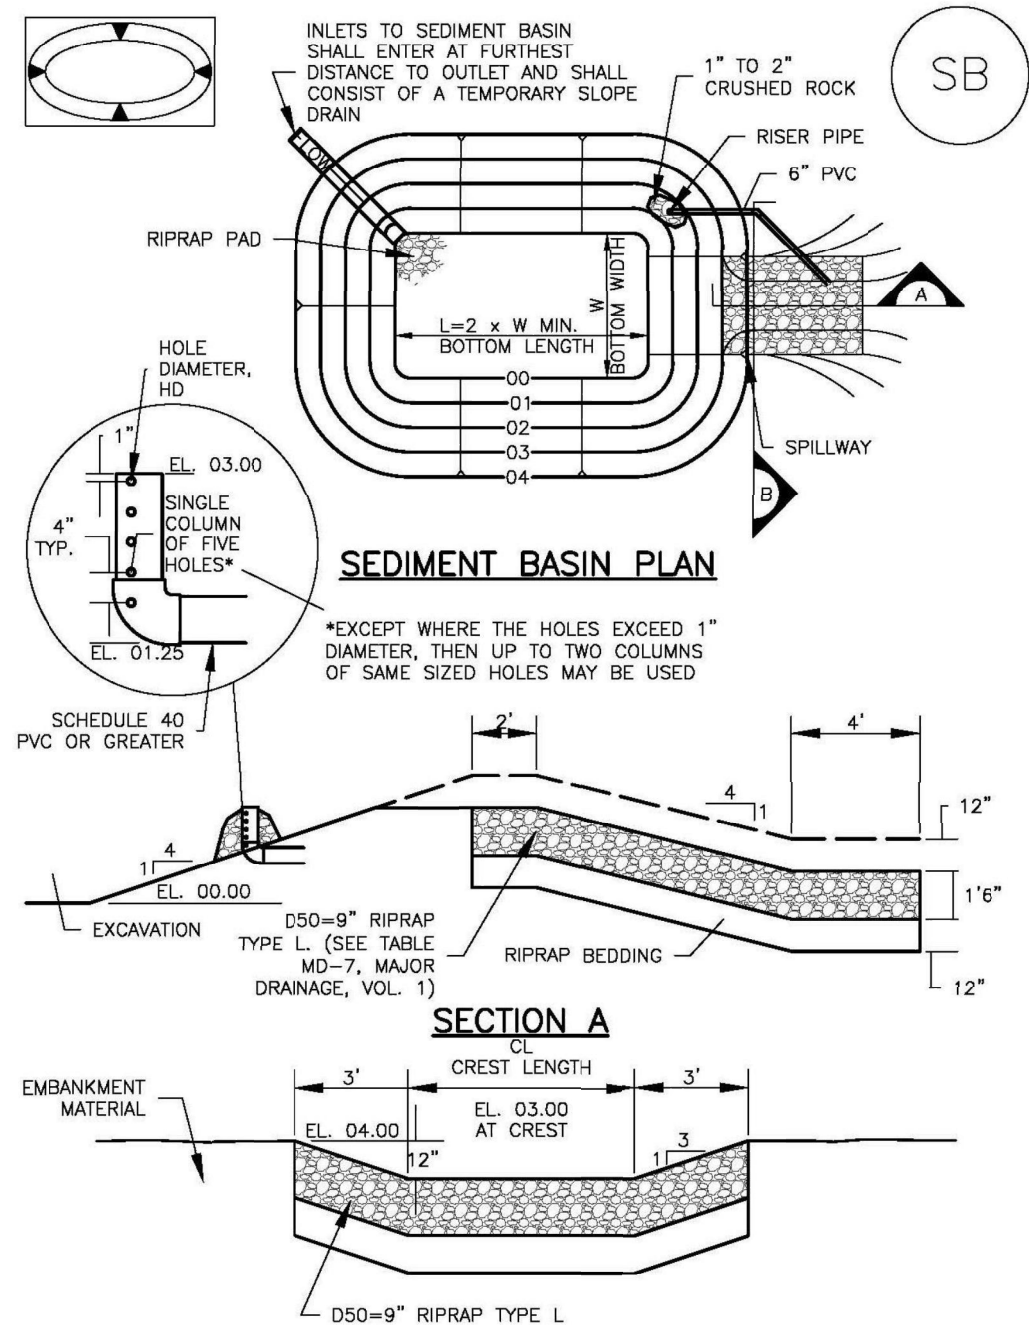 INLETS TO SEDIMENT BASIN
SHALL ENTER AT FURTHEST
DISTANCE TO OUTLET AND SHALL
CONSIST OF A TEMPORARY SLOPE
DRAIN
1" TO 2"
CRUSHED ROCK
SB
RISER PIPE
6" PVC
FLOW
RIPRAP PAD
W
BOTTOM WIDTH
L=2 x W MIN.
BOTTOM LENGTH
A
00
01
02
03
04
SPILLWAY
B
HOLE
DIAMETER,
HD
1"
EL. 03.00
4"
TYP.
SINGLE
COLUMN
OF FIVE
HOLES*
EL. 01.25
SEDIMENT BASIN PLAN
*EXCEPT WHERE THE HOLES EXCEED 1"
DIAMETER, THEN UP TO TWO COLUMNS
OF SAME SIZED HOLES MAY BE USED
SCHEDULE 40
PVC OR GREATER
2'
4'
4
1
12"
4
1
EL. 00.00
1'6"
EXCAVATION
D50=9" RIPRAP
TYPE L. (SEE TABLE
MD-7, MAJOR
DRAINAGE, VOL. 1)
RIPRAP BEDDING
12"
SECTION A
CL
CREST LENGTH
3'
3'
EMBANKMENT
MATERIAL
EL. 04.00
EL. 03.00
AT CREST
12"
3
1
D50=9" RIPRAP TYPE L